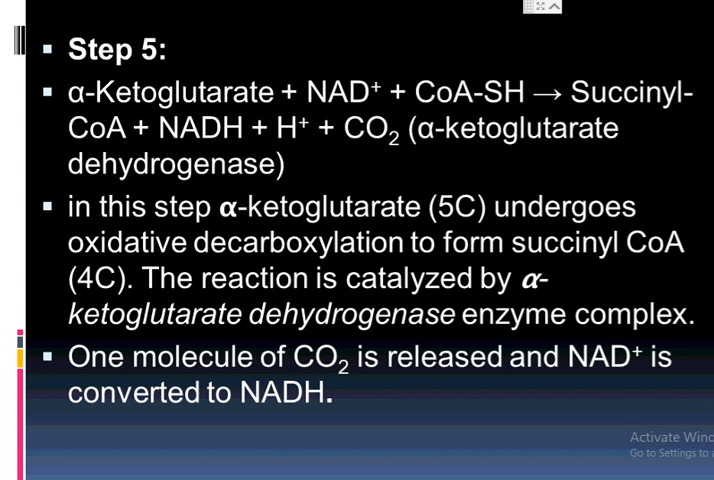 Step 5:
α-Ketoglutarate + NAD⁺ + CoA-SH → Succinyl-
CoA + NADH + H⁺ + CO₂ (α-ketoglutarate
dehydrogenase)
in this step α-ketoglutarate (5C) undergoes
oxidative decarboxylation to form succinyl CoA
(4C). The reaction is catalyzed by α-
ketoglutarate dehydrogenase enzyme complex.
One molecule of CO₂ is released and NAD⁺ is
converted to NADH.
Activate Winc
Go to Settings to a